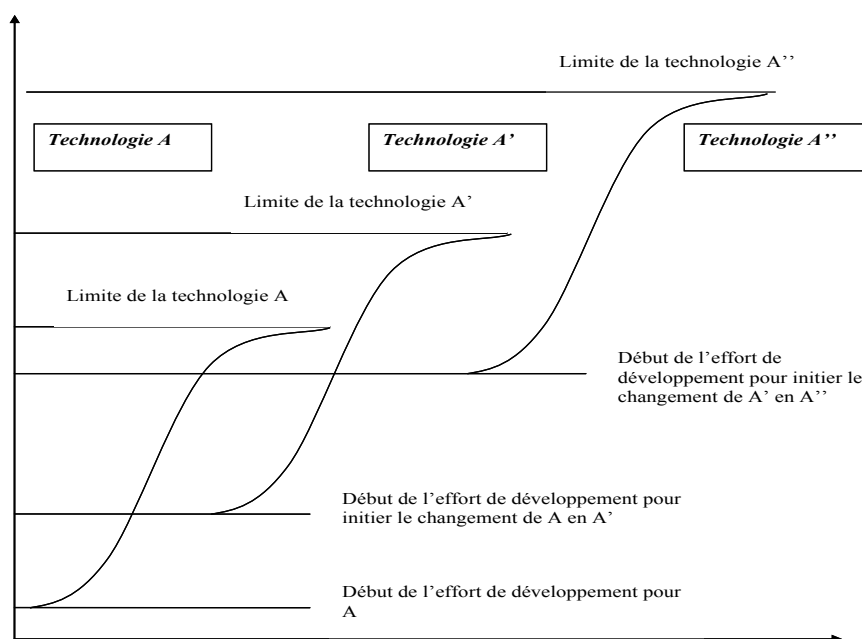 Limite de la technologie A’’
Technologie A
Technologie A’
Technologie A’’
Limite de la technologie A’
Limite de la technologie A
Début de l’effort de
développement pour initier le
changement de A’ en A’’
Début de l’effort de développement pour
initier le changement de A en A’
Début de l’effort de développement pour
A